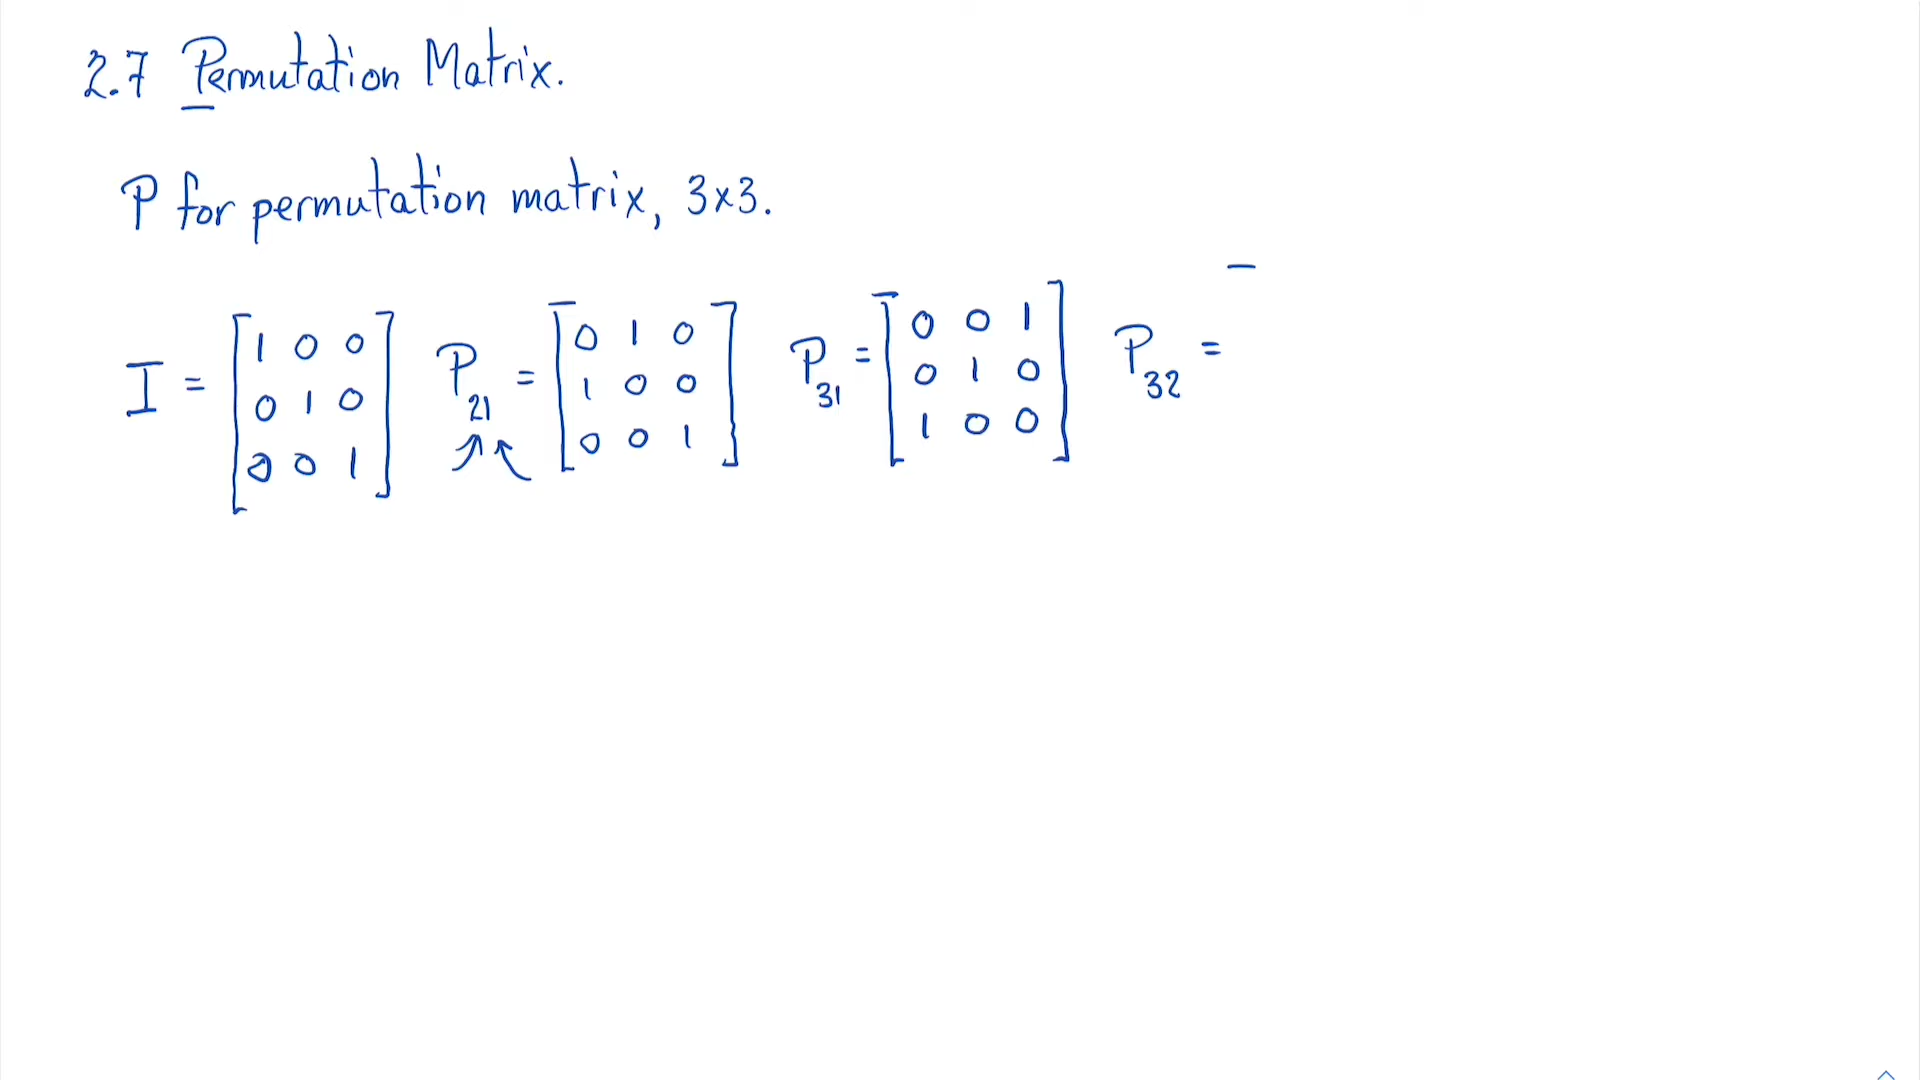 2.7 Permutation Matrix.
P for permutation matrix, 3x3.
I = [1 0 0 P21 = [0 1 0 P31 = [0 0 1 P32 =
0 1 0 1 0 0 0 1 0
0 0 1] 0 0 1] 1 0 0]